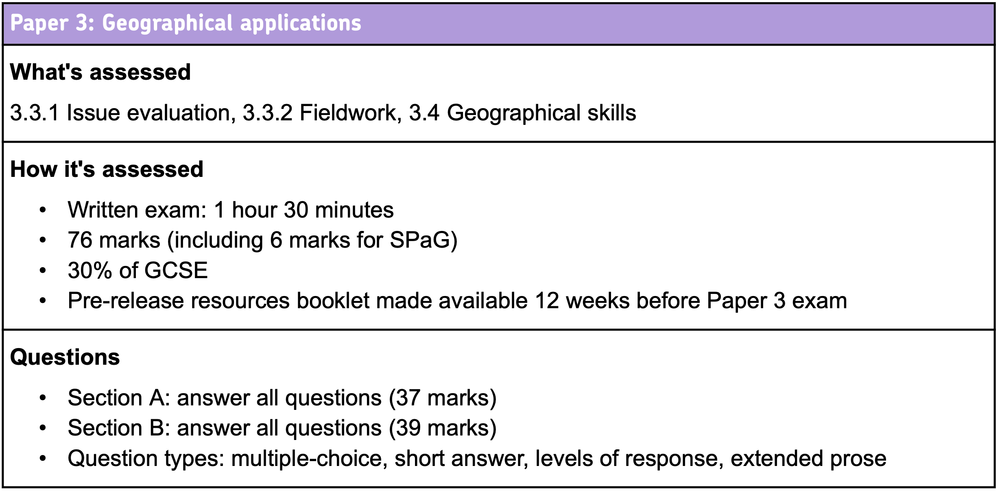 Paper 3: Geographical applications
What's assessed
3.3.1 Issue evaluation, 3.3.2 Fieldwork, 3.4 Geographical skills
How it's assessed
• Written exam: 1 hour 30 minutes
• 76 marks (including 6 marks for SPaG)
• 30% of GCSE
• Pre-release resources booklet made available 12 weeks before Paper 3 exam
Questions
• Section A: answer all questions (37 marks)
• Section B: answer all questions (39 marks)
• Question types: multiple-choice, short answer, levels of response, extended prose